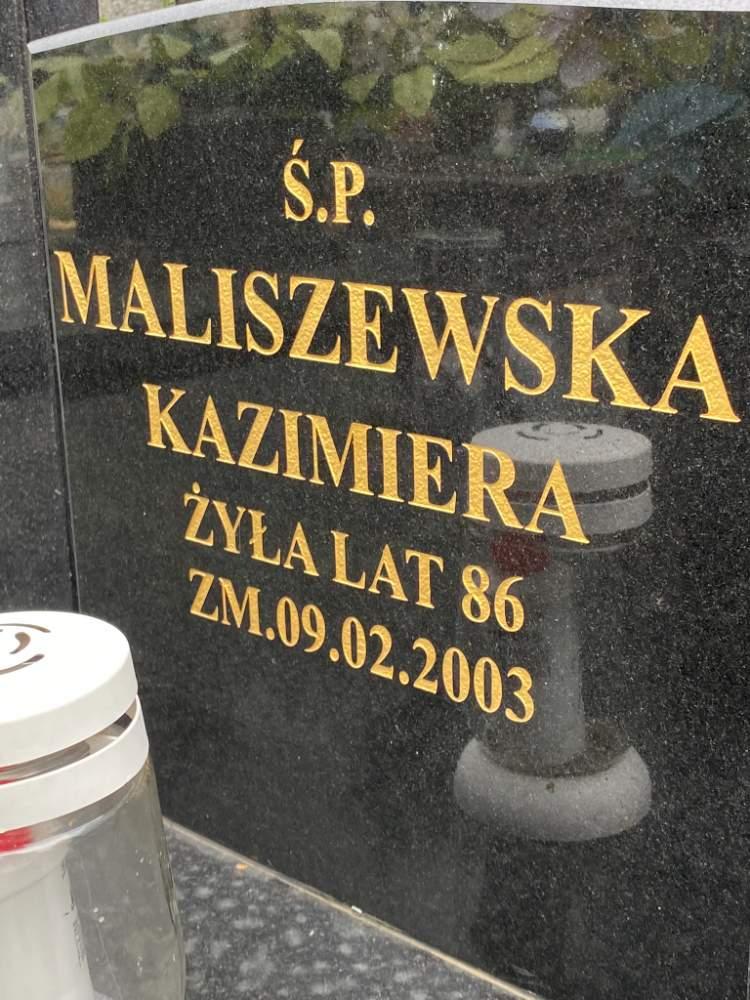 Ś.P.
MALISZEWSKA
KAZIMIERA
ŻYŁA LAT 86
ZM.09.02.2003